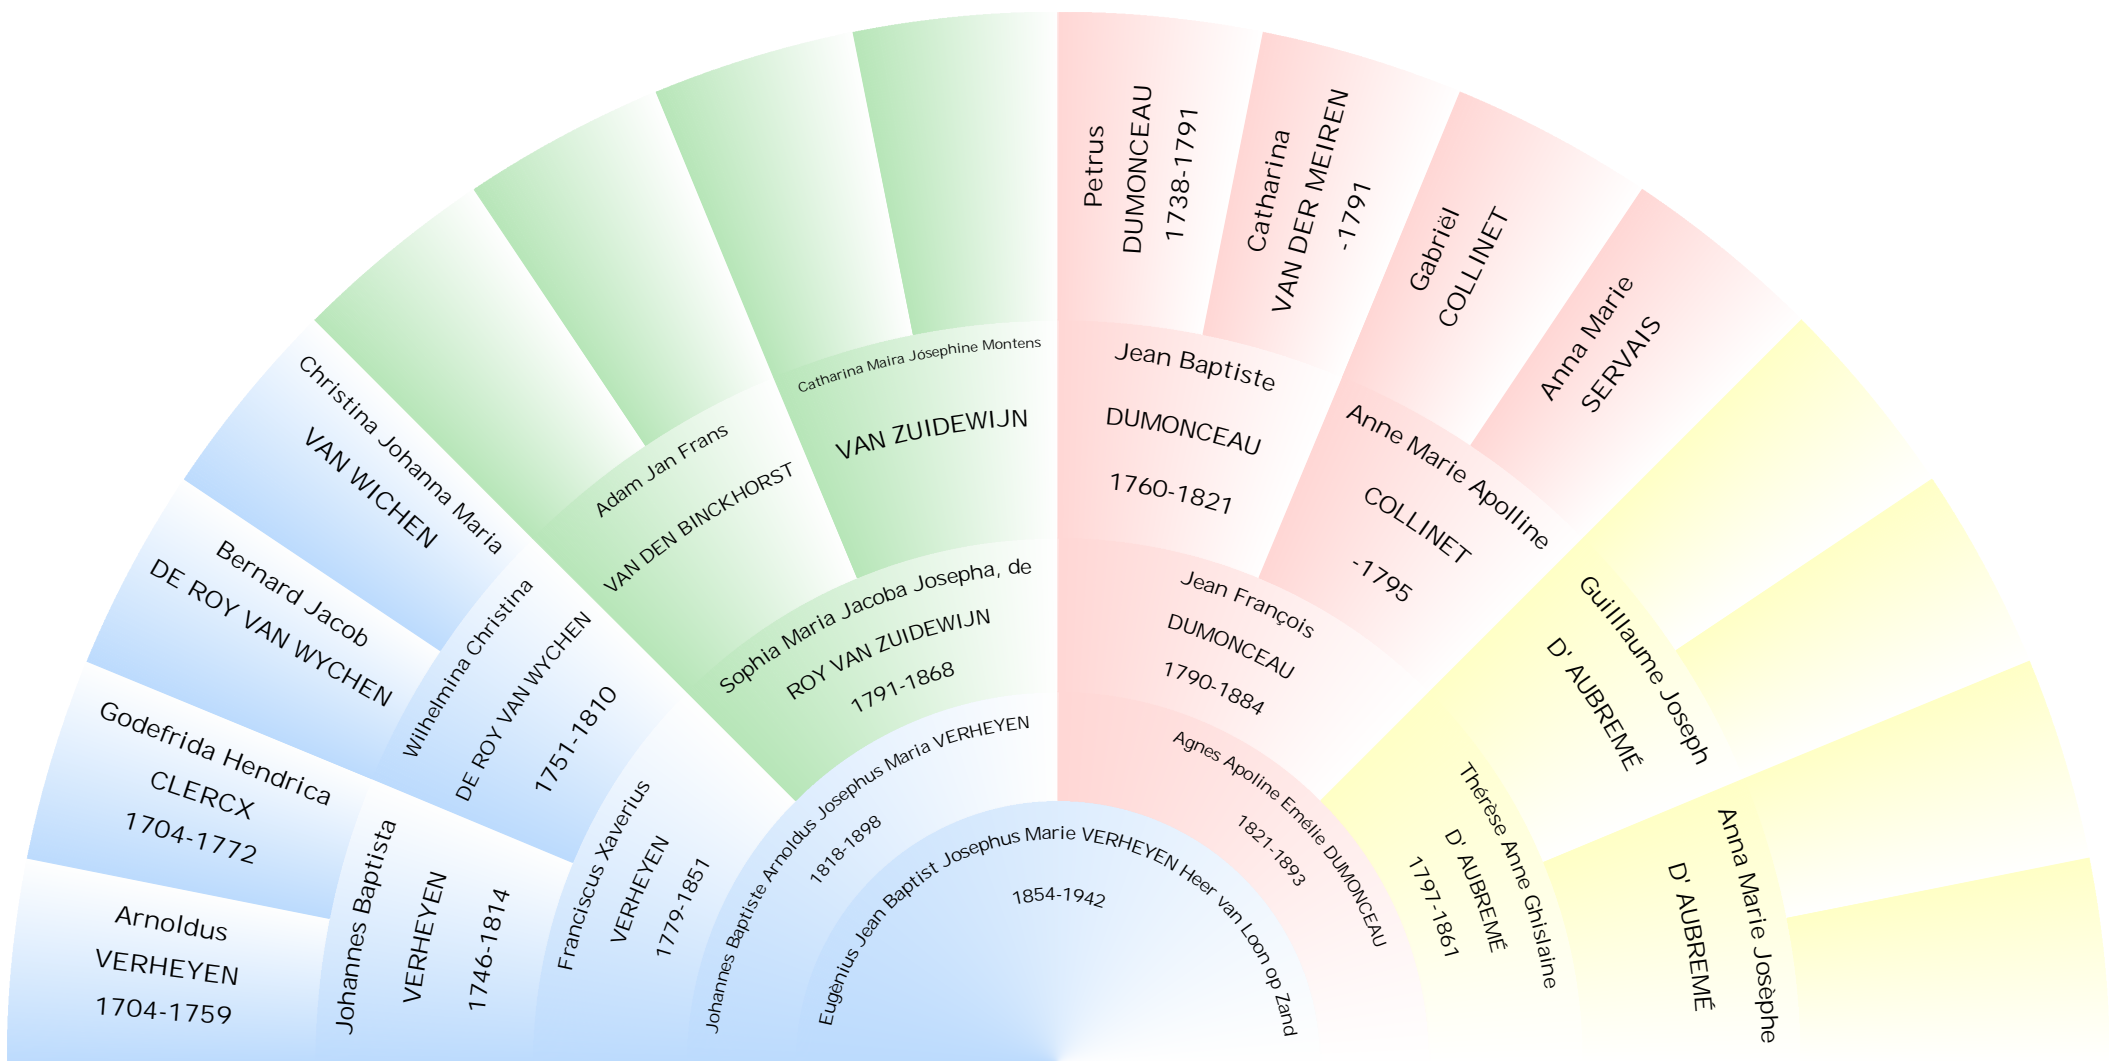 Eugènius Jean Baptist Josephus Marie VERHEYEN Heer van Loon op Zand
1854-1942
Johannes Baptiste Arnoldus Josephus Maria VERHEYEN
1818-1898
Agnes Apoline Emélie DUMONCEAU
1821-1893
Franciscus Xaverius
VERHEYEN
1779-1851
Sophia Maria Jacoba Josepha, de
ROY VAN ZUIDEWIJN
1791-1868
Jean François
DUMONCEAU
1790-1884
Thérèse Anne Ghislaine
D' AUBREMÉ
1797-1861
Johannes Baptista
VERHEYEN
1746-1814
Wilhelmina Christina
DE ROY VAN WYCHEN
1751-1810
Adam Jan Frans
VAN DEN BINCKHORST
Catharina Maira Jósephine Montens
VAN ZUIDEWIJN
Jean Baptiste
DUMONCEAU
1760-1821
Anne Marie Apolline
COLLINET
-1795
Guilllaume Joseph
D' AUBREMÉ
Anna Marie Josèphe
D' AUBREMÉ
Arnoldus
VERHEYEN
1704-1759
Godefrida Hendrica
CLERCX
1704-1772
Bernard Jacob
DE ROY VAN WYCHEN
Christina Johanna Maria
VAN WICHEN
Petrus
DUMONCEAU
1738-1791
Catharina
VAN DER MEIREN
-1791
Gabriël
COLLINET
Anna Marie
SERVAIS